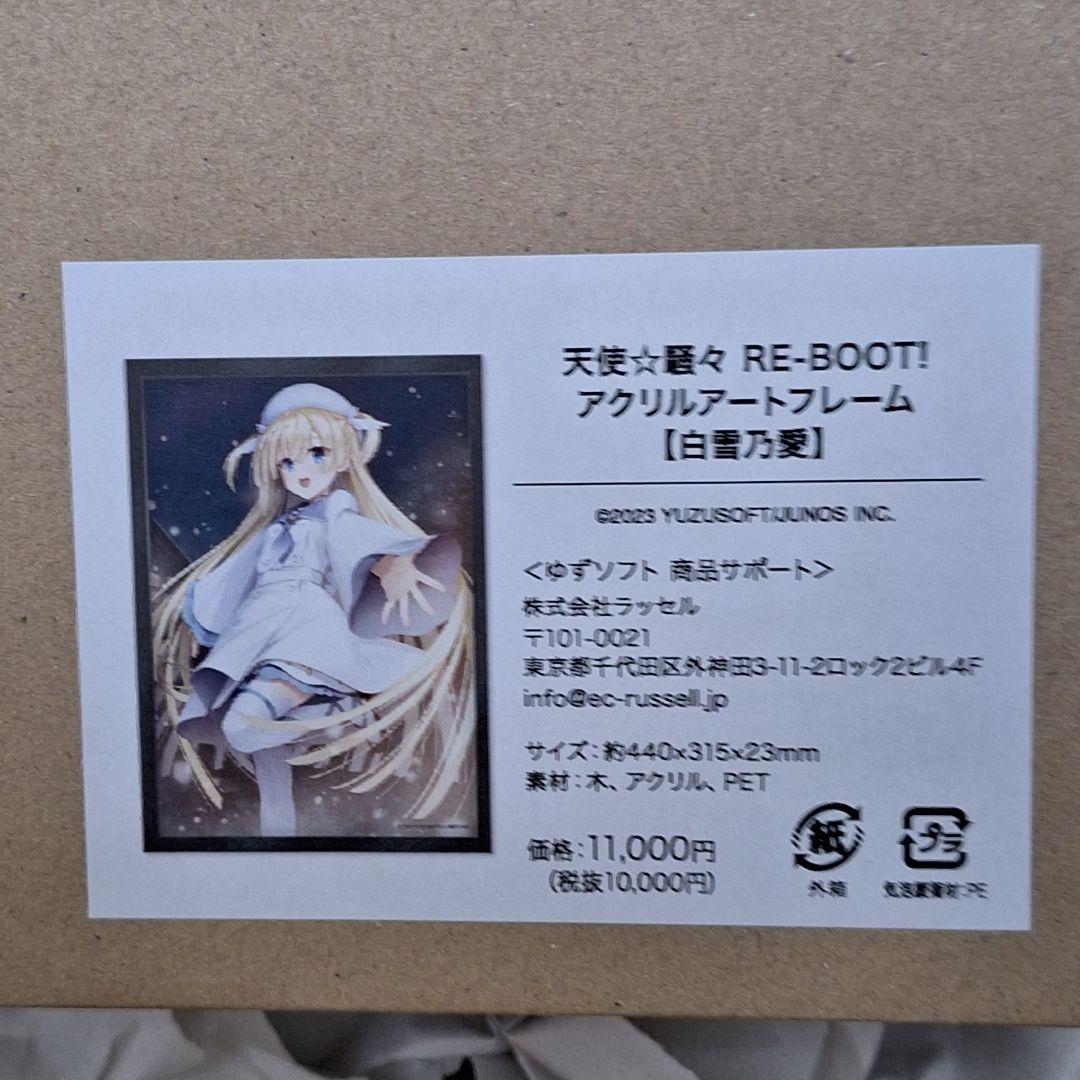 天使☆騒々 RE-BOOT!
アクリルアートフレーム
【白雪乃愛】
©2023 YUZUSOFT/JUNOS INC.
＜ゆずソフト 商品サポート＞
株式会社ラッセル
〒101-0021
東京都千代田区外神田3-11-2ロック2ビル4F
info@ec-russell.jp
サイズ：約440x315x23mm
素材：木、アクリル、PET
価格：11,000円
（税抜10,000円）
紙
外箱
プラ
気泡緩衝材：PE